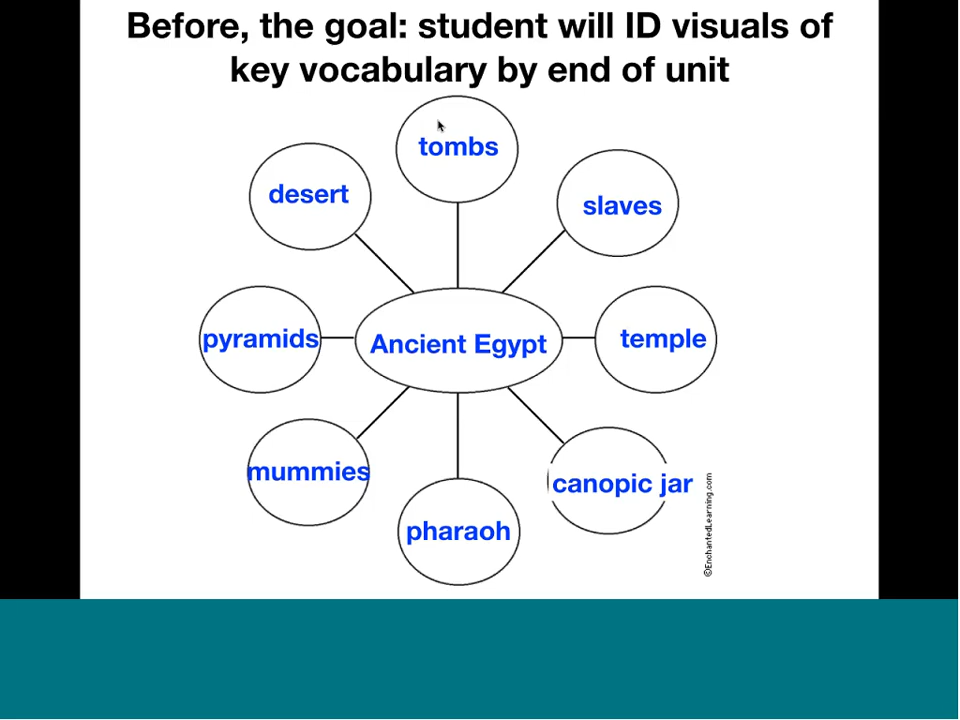 Before, the goal: student will ID visuals of
key vocabulary by end of unit
tombs
desert
slaves
pyramids
Ancient Egypt
temple
mummies
canopic jar
pharaoh
©EnchantedLearning.com